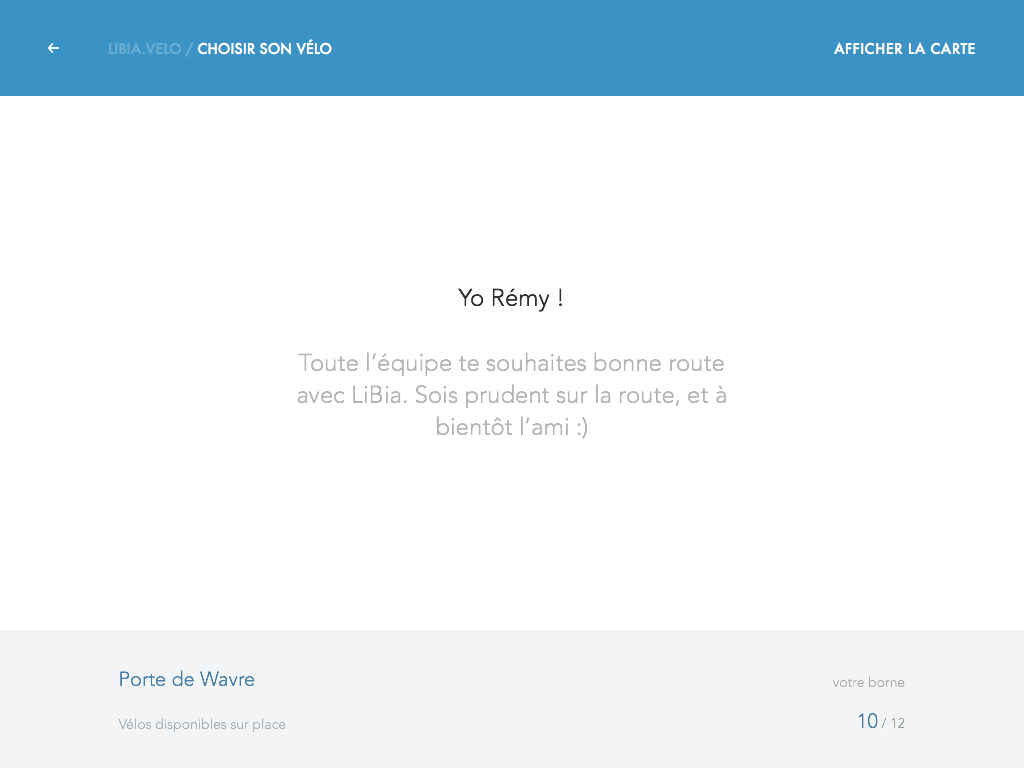 ← LIBIA.VELO / CHOISIR SON VÉLO
AFFICHER LA CARTE
Yo Rémy !
Toute l’équipe te souhaites bonne route
avec LiBia. Sois prudent sur la route, et à
bientôt l’ami :)
Porte de Wavre
votre borne
Vélos disponibles sur place
10 / 12